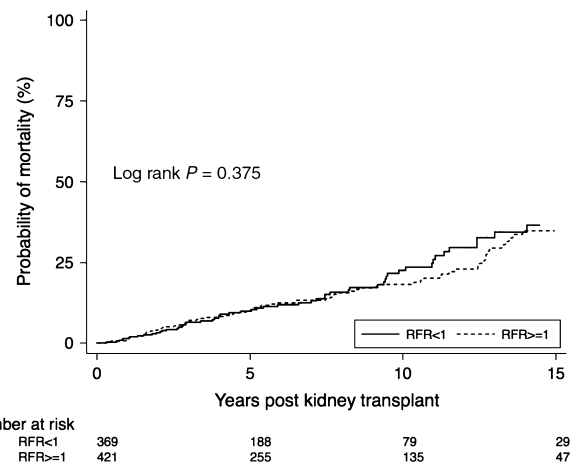 100
75
50
25
0
Probability of mortality (%)
Log rank P = 0.375
RFR<1 RFR>=1
0 5 10 15
Years post kidney transplant
nber at risk
RFR<1 369 188 79 29
RFR>=1 421 255 135 47